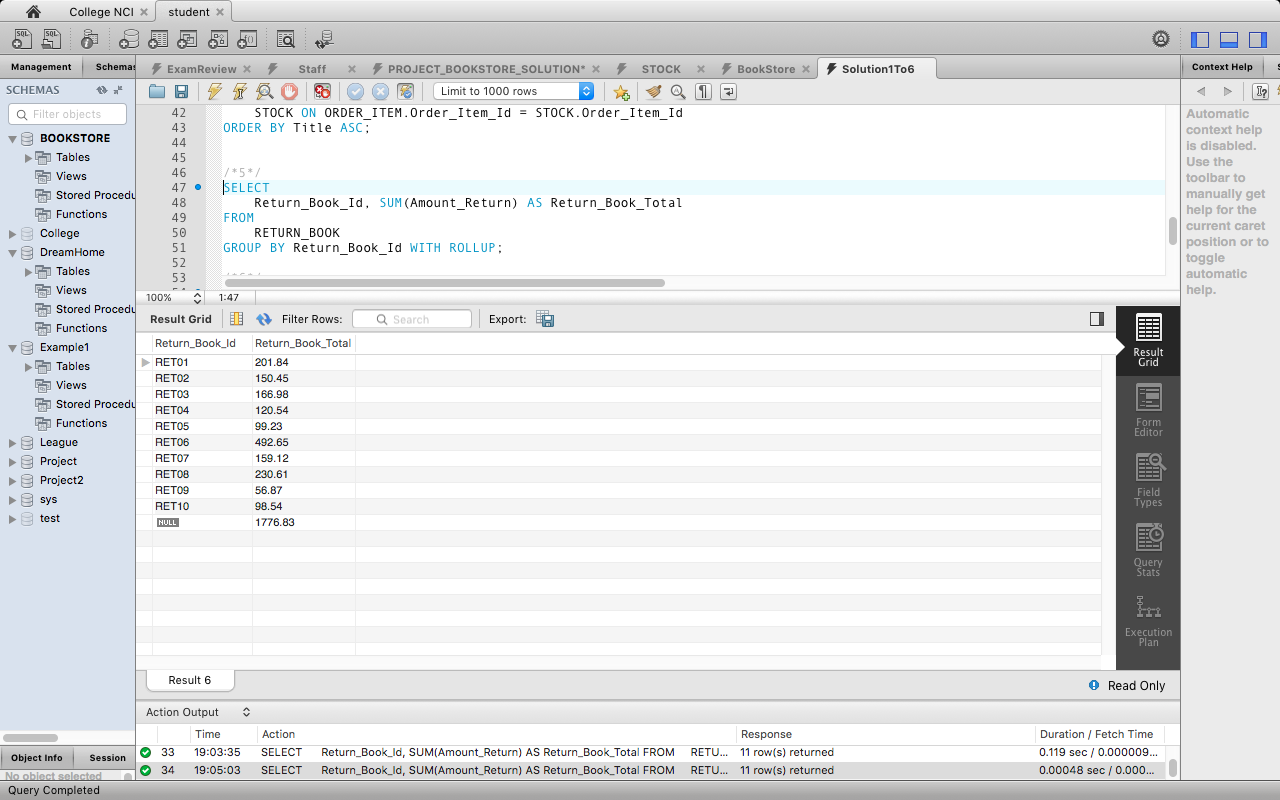 College NCI
student
Management
Schemas
ExamReview
Staff
PROJECT_BOOKSTORE_SOLUTION*
STOCK
BookStore
Solution1To6
Context Help
SCHEMAS
Filter objects
BOOKSTORE
Tables
Views
Stored Procedu
Functions
College
DreamHome
Tables
Views
Stored Procedu
Functions
Example1
Tables
Views
Stored Procedu
Functions
League
Project
Project2
sys
test
Object Info
Session
No object selected
Limit to 1000 rows
42 STOCK ON ORDER_ITEM.Order_Item_Id = STOCK.Order_Item_Id
43 ORDER BY Title ASC;
44
45
46 /*5*/
47 SELECT
48 Return_Book_Id, SUM(Amount_Return) AS Return_Book_Total
49 FROM
50 RETURN_BOOK
51 GROUP BY Return_Book_Id WITH ROLLUP;
52
53 /*6*/
100% 1:47
Result Grid Filter Rows: Search Export:
Return_Book_Id Return_Book_Total
RET01 201.84
RET02 150.45
RET03 166.98
RET04 120.54
RET05 99.23
RET06 492.65
RET07 159.12
RET08 230.61
RET09 56.87
RET10 98.54
NULL 1776.83
Result
Grid
Form
Editor
Field
Types
Query
Stats
Execution
Plan
Result 6
Read Only
Action Output
Time Action Response Duration / Fetch Time
33 19:03:35 SELECT Return_Book_Id, SUM(Amount_Return) AS Return_Book_Total FROM RETU... 11 row(s) returned 0.119 sec / 0.000009...
34 19:05:03 SELECT Return_Book_Id, SUM(Amount_Return) AS Return_Book_Total FROM RETU... 11 row(s) returned 0.00048 sec / 0.000...
Automatic
context help
is disabled.
Use the
toolbar to
manually get
help for the
current caret
position or to
toggle
automatic
help.
Query Completed